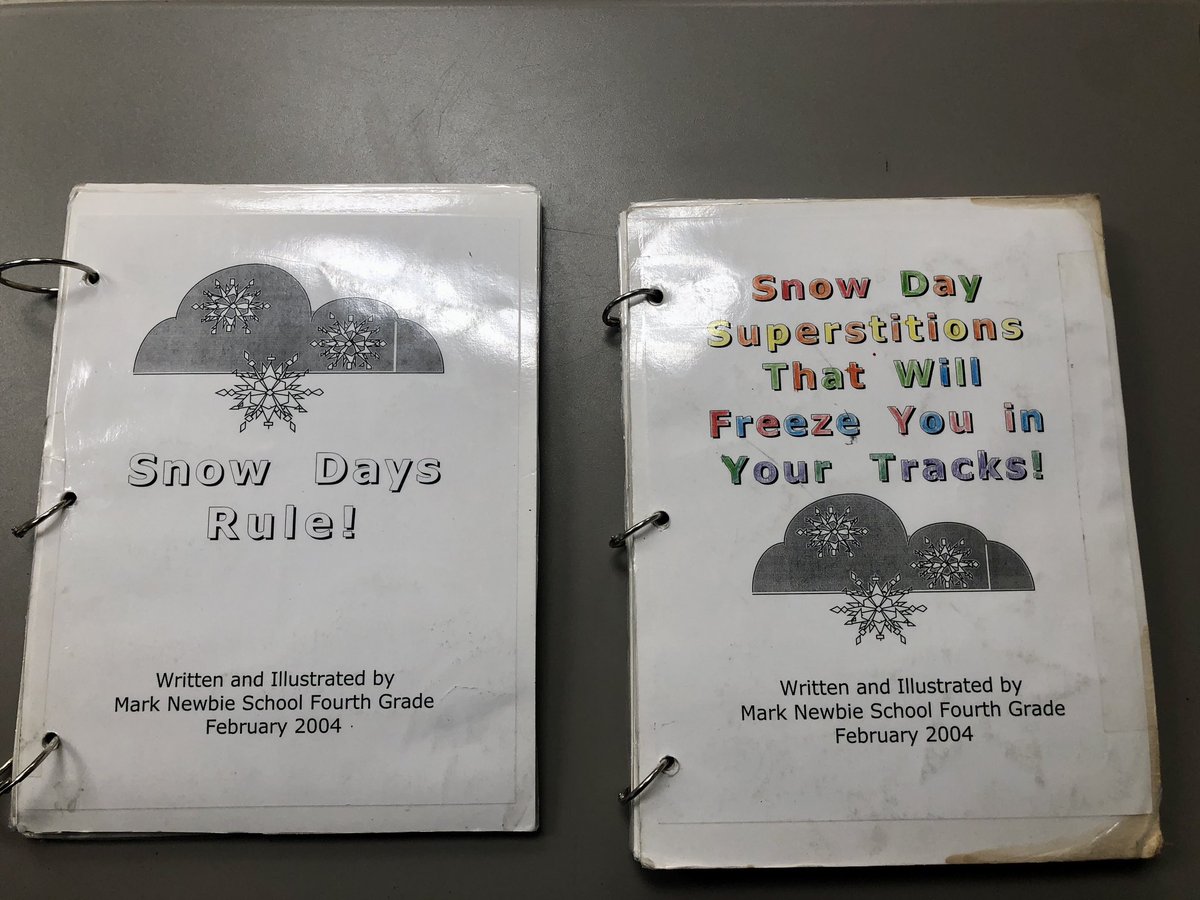 Snow Days
Rule!
Written and Illustrated by
Mark Newbie School Fourth Grade
February 2004
Snow Day
Superstitions
That Will
Freeze You in
Your Tracks!
Written and Illustrated by
Mark Newbie School Fourth Grade
February 2004